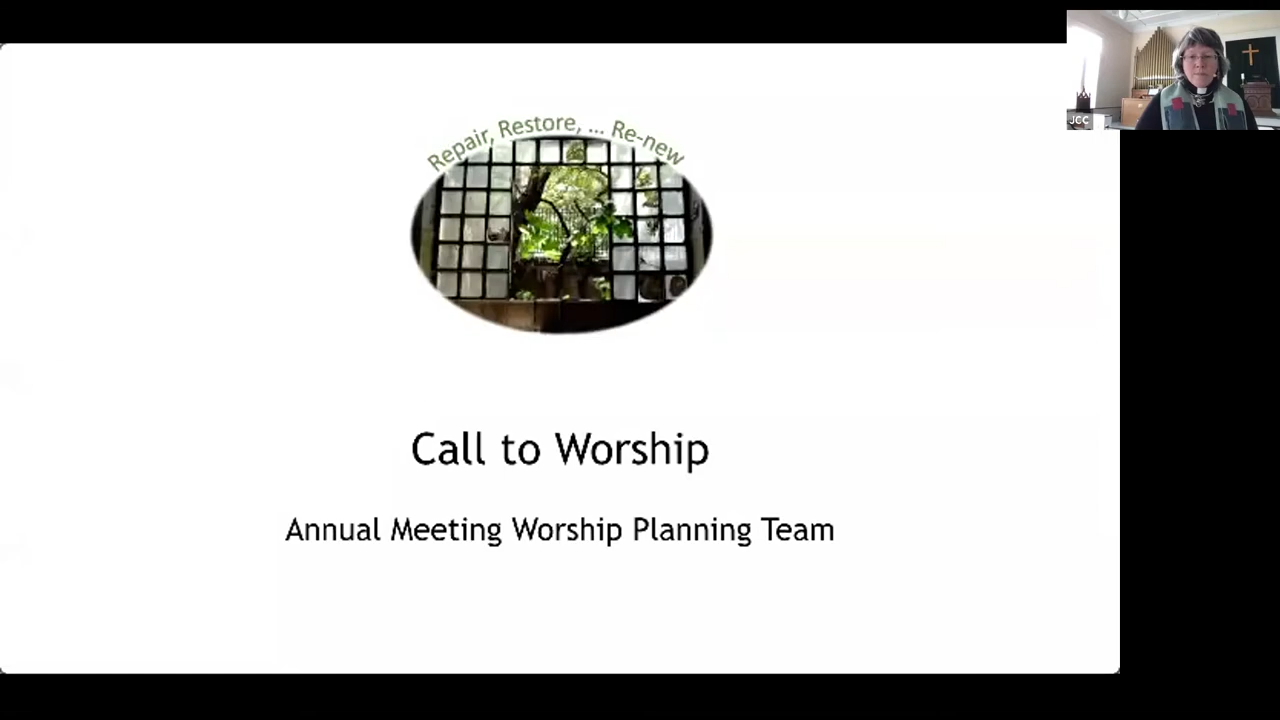 Repair, Restore, ... Re-new
Call to Worship
Annual Meeting Worship Planning Team
JCC